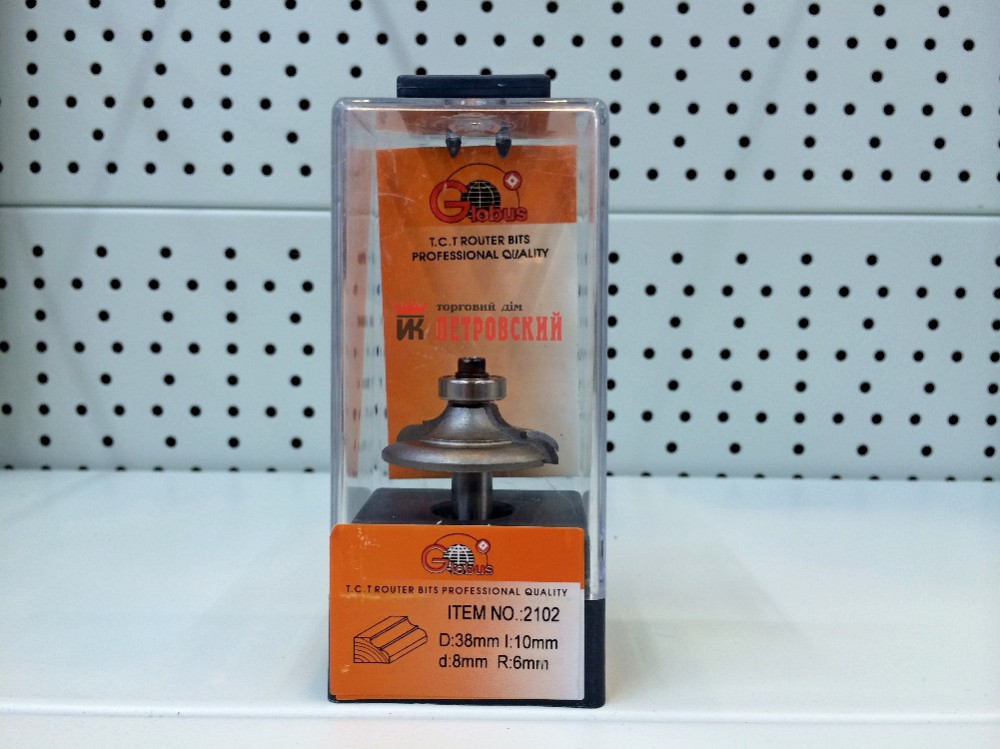 Globus
T.C.T ROUTER BITS
PROFESSIONAL QUALITY
торговий дім
ИК ПЕТРОВСКИЙ
Globus
T.C.T ROUTER BITS PROFESSIONAL QUALITY
ITEM NO.:2102
D:38mm I:10mm
d:8mm R:6mm